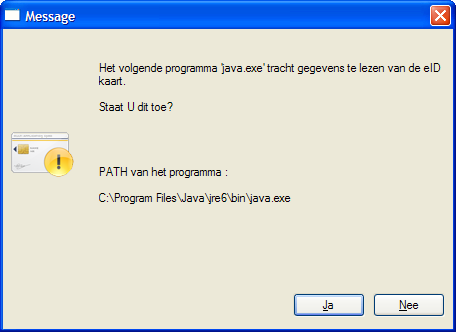 Message
Het volgende programma 'java.exe' tracht gegevens te lezen van de eID
kaart.
Staat U dit toe?
PATH van het programma :
C:\Program Files\Java\jre6\bin\java.exe
Ja
Nee